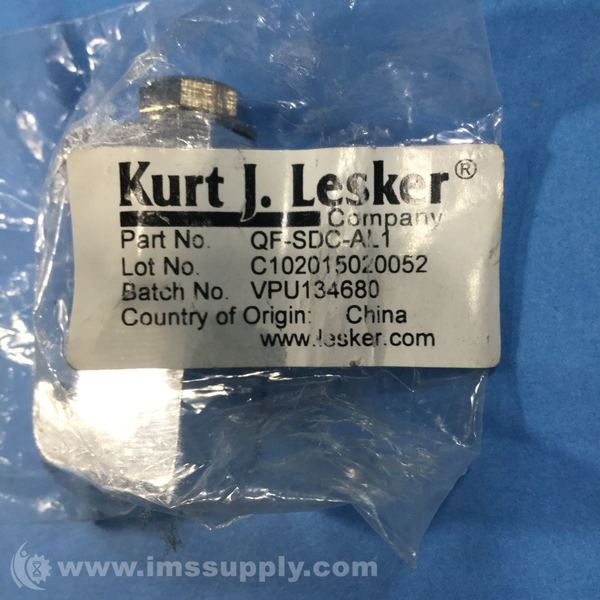 Kurt J. Lesker®
Company
Part No. QF-SDC-AL1
Lot No. C102015020052
Batch No. VPU134680
Country of Origin: China
www.lesker.com
www.imssupply.com